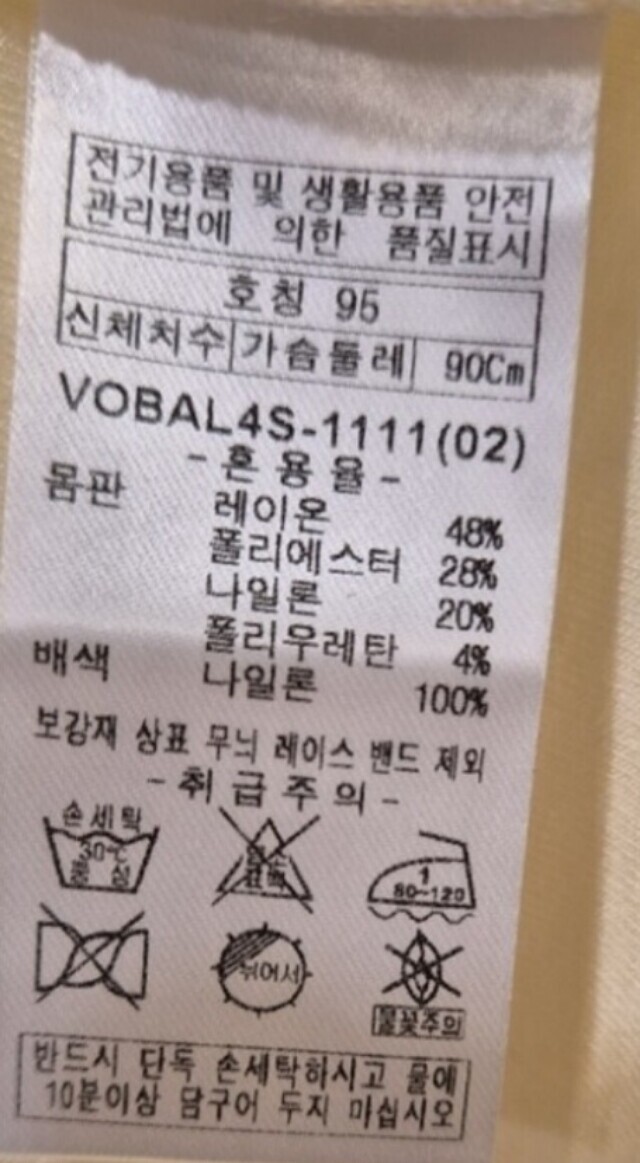 전기용품 및 생활용품 안전
관리법에 의한 품질표시
호칭 95
신체치수 가슴둘레 90Cm
VOBAL4S-1111(02)
-혼용율-
몸판 레이온 48%
폴리에스터 28%
나일론 20%
폴리우레탄 4%
배색 나일론 100%
보강재 상표 무늬 레이스 밴드 제외
-취급주의-
손세탁
30℃
중성
염소
표백
1
80~120
뉘어서
불꽃주의
반드시 단독 손세탁하시고 물에
10분이상 담구어 두지 마십시오